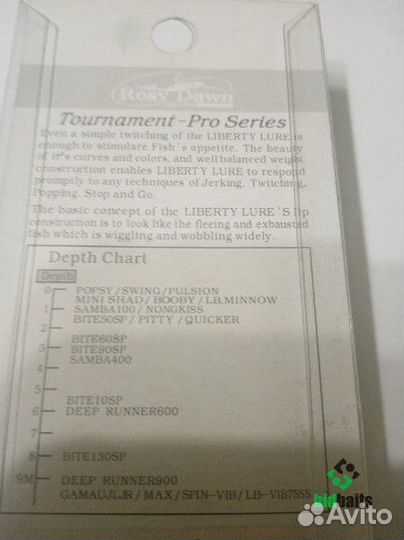 Rosy Dawn
Tournament-Pro Series
Even a simple twitching of the LIBERTY LURE is
enough to stimulare Fish's appetite. The beauty
of it's curves and colors, and well balanced weight
construction enables LIBERTY LURE to respond
promptly to any techniques of Jerking, Twitching,
Popping, Stop and Go.
The basic concept of the LIBERTY LURE'S lip
construction is to look like the fleeing and exhausted
fish which is wiggling and wobbling widely.
Depth Chart
Depth
0 POPSY/SWING/PULSION
MINI SHAD/BOOBY/LB.MINNOW
1 SAMBA100/NONGKISS
BITE50SP/PITTY/QUICKER
2
BITE60SP
3 BITE90SP
SAMBA400
4
5
BITE10SP
6 DEEP RUNNER600
8 BITE130SP
9M DEEP RUNNER900
/MAX/SPIN-VIB/LB-VIB75SS
bigbaits
Avito